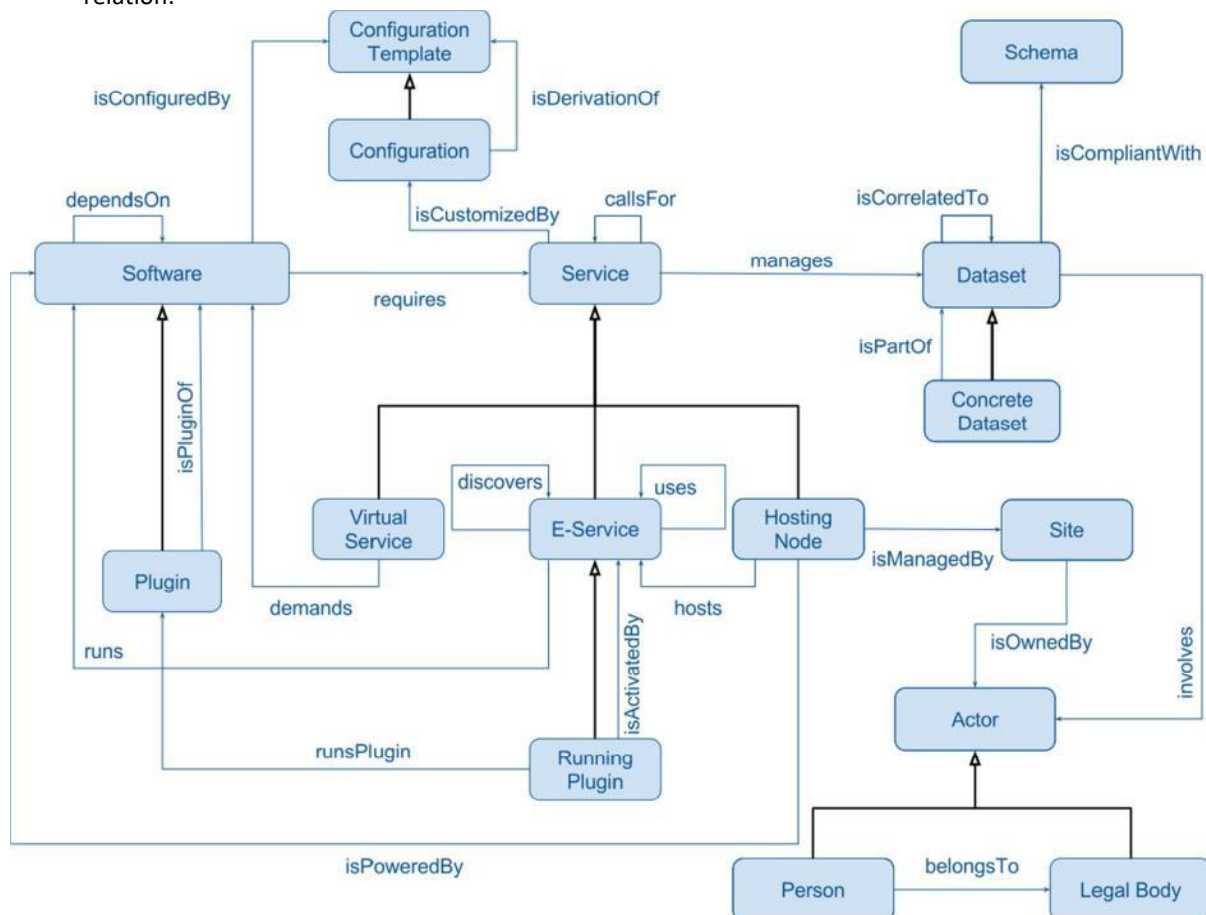 relation.
Configuration
Template
Schema
isConfiguredBy
isDerivationOf
Configuration
isCompliantWith
dependsOn
isCustomizedBy
callsFor
isCorrelatedTo
Software
requires
Service
manages
Dataset
isPartOf
isPluginOf
Concrete
Dataset
discovers
uses
Virtual
Service
E-Service
Hosting
Node
Site
isManagedBy
Plugin
demands
hosts
isOwnedBy
runs
isActivatedBy
involves
Actor
runsPlugin
Running
Plugin
isPoweredBy
Person
belongsTo
Legal Body